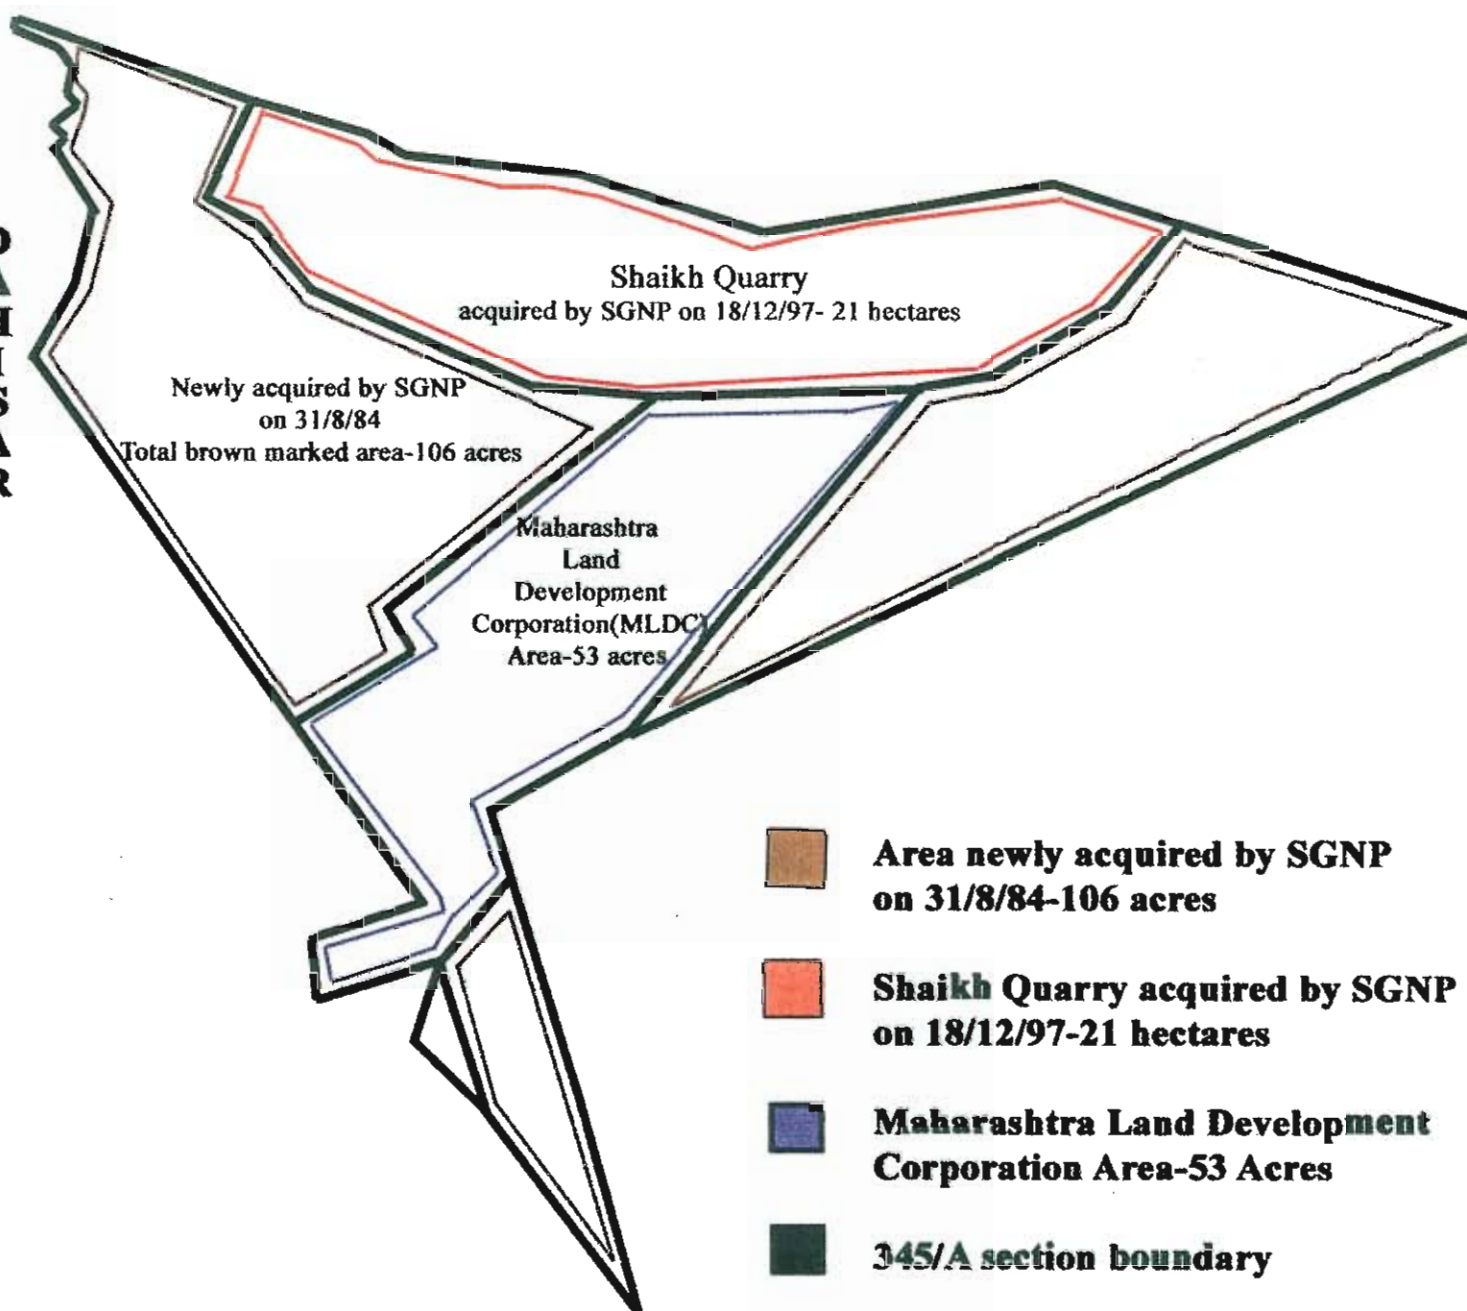 D
A
H
I
S
A
R
Shaikh Quarry
acquired by SGNP on 18/12/97- 21 hectares
Newly acquired by SGNP
on 31/8/84
Total brown marked area-106 acres
Maharashtra
Land
Development
Corporation(MLDC)
Area-53 acres
Area newly acquired by SGNP
on 31/8/84-106 acres
Shaikh Quarry acquired by SGNP
on 18/12/97-21 hectares
Maharashtra Land Development
Corporation Area-53 Acres
345/A section boundary